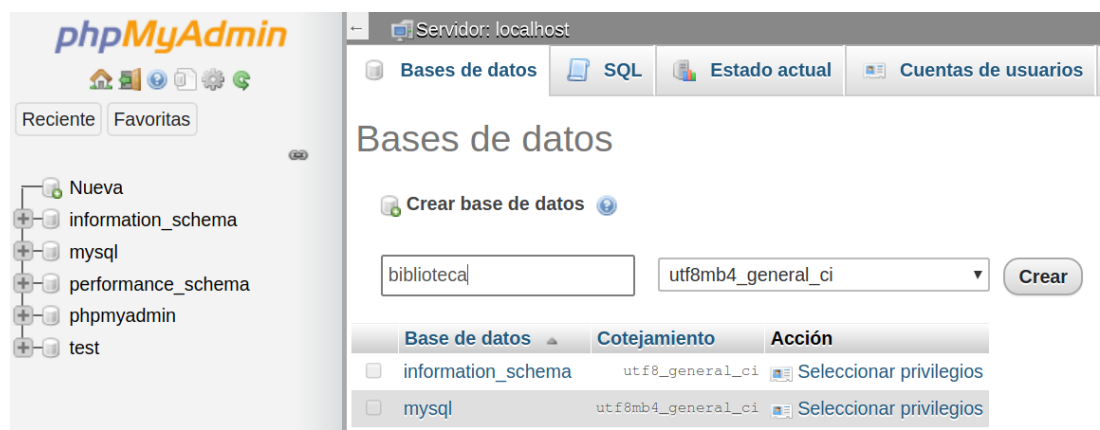 phpMyAdmin
Reciente Favoritas
Nueva
information_schema
mysql
performance_schema
phpmyadmin
test
Servidor: localhost
Bases de datos SQL Estado actual Cuentas de usuarios
Bases de datos
Crear base de datos
biblioteca utf8mb4_general_ci Crear
Base de datos Cotejamiento Acción
information_schema utf8_general_ci Seleccionar privilegios
mysql utf8mb4_general_ci Seleccionar privilegios